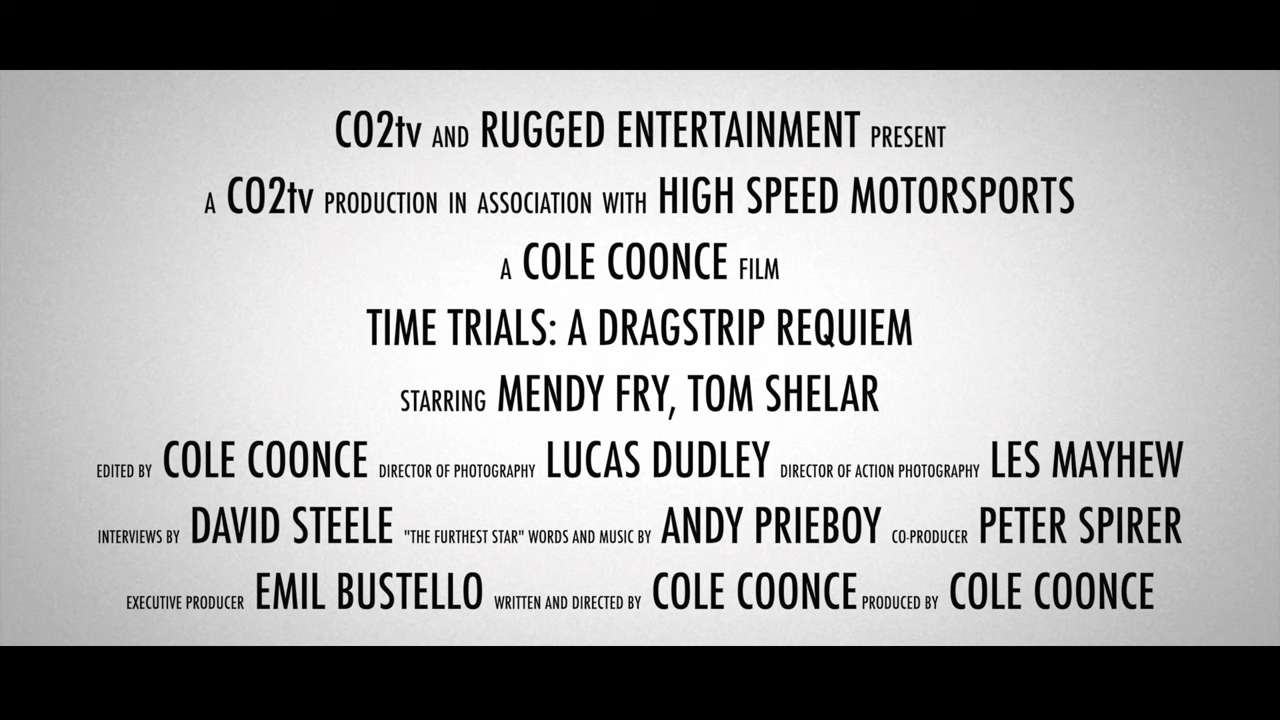 CO2tv AND RUGGED ENTERTAINMENT PRESENT
A CO2tv PRODUCTION IN ASSOCIATION WITH HIGH SPEED MOTORSPORTS
A COLE COONCE FILM
TIME TRIALS: A DRAGSTRIP REQUIEM
STARRING MENDY FRY, TOM SHELAR
EDITED BY COLE COONCE DIRECTOR OF PHOTOGRAPHY LUCAS DUDLEY DIRECTOR OF ACTION PHOTOGRAPHY LES MAYHEW
INTERVIEWS BY DAVID STEELE "THE FURTHEST STAR" WORDS AND MUSIC BY ANDY PRIEBOY CO-PRODUCER PETER SPIRER
EXECUTIVE PRODUCER EMIL BUSTELLO WRITTEN AND DIRECTED BY COLE COONCE PRODUCED BY COLE COONCE